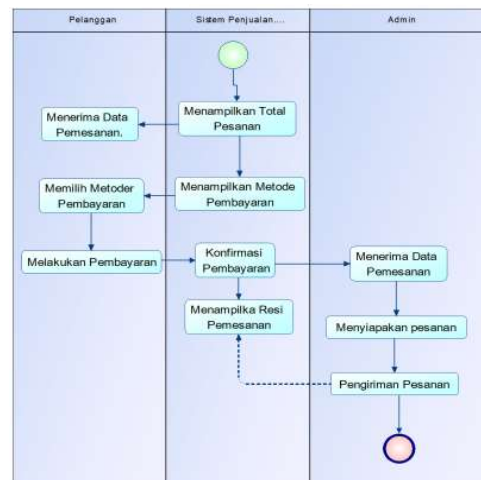 Pelanggan
Sistem Penjualan....
Admin
Menampilkan Total
Pesanan
Menerima Data
Pemesanan.
Menampilkan Metode
Pembayaran
Memilih Metoder
Pembayaran
Melakukan Pembayaran
Konfirmasi
Pembayaran
Menerima Data
Pemesanan
Menampilka Resi
Pemesanan
Menyiapakan pesanan
Pengiriman Pesanan